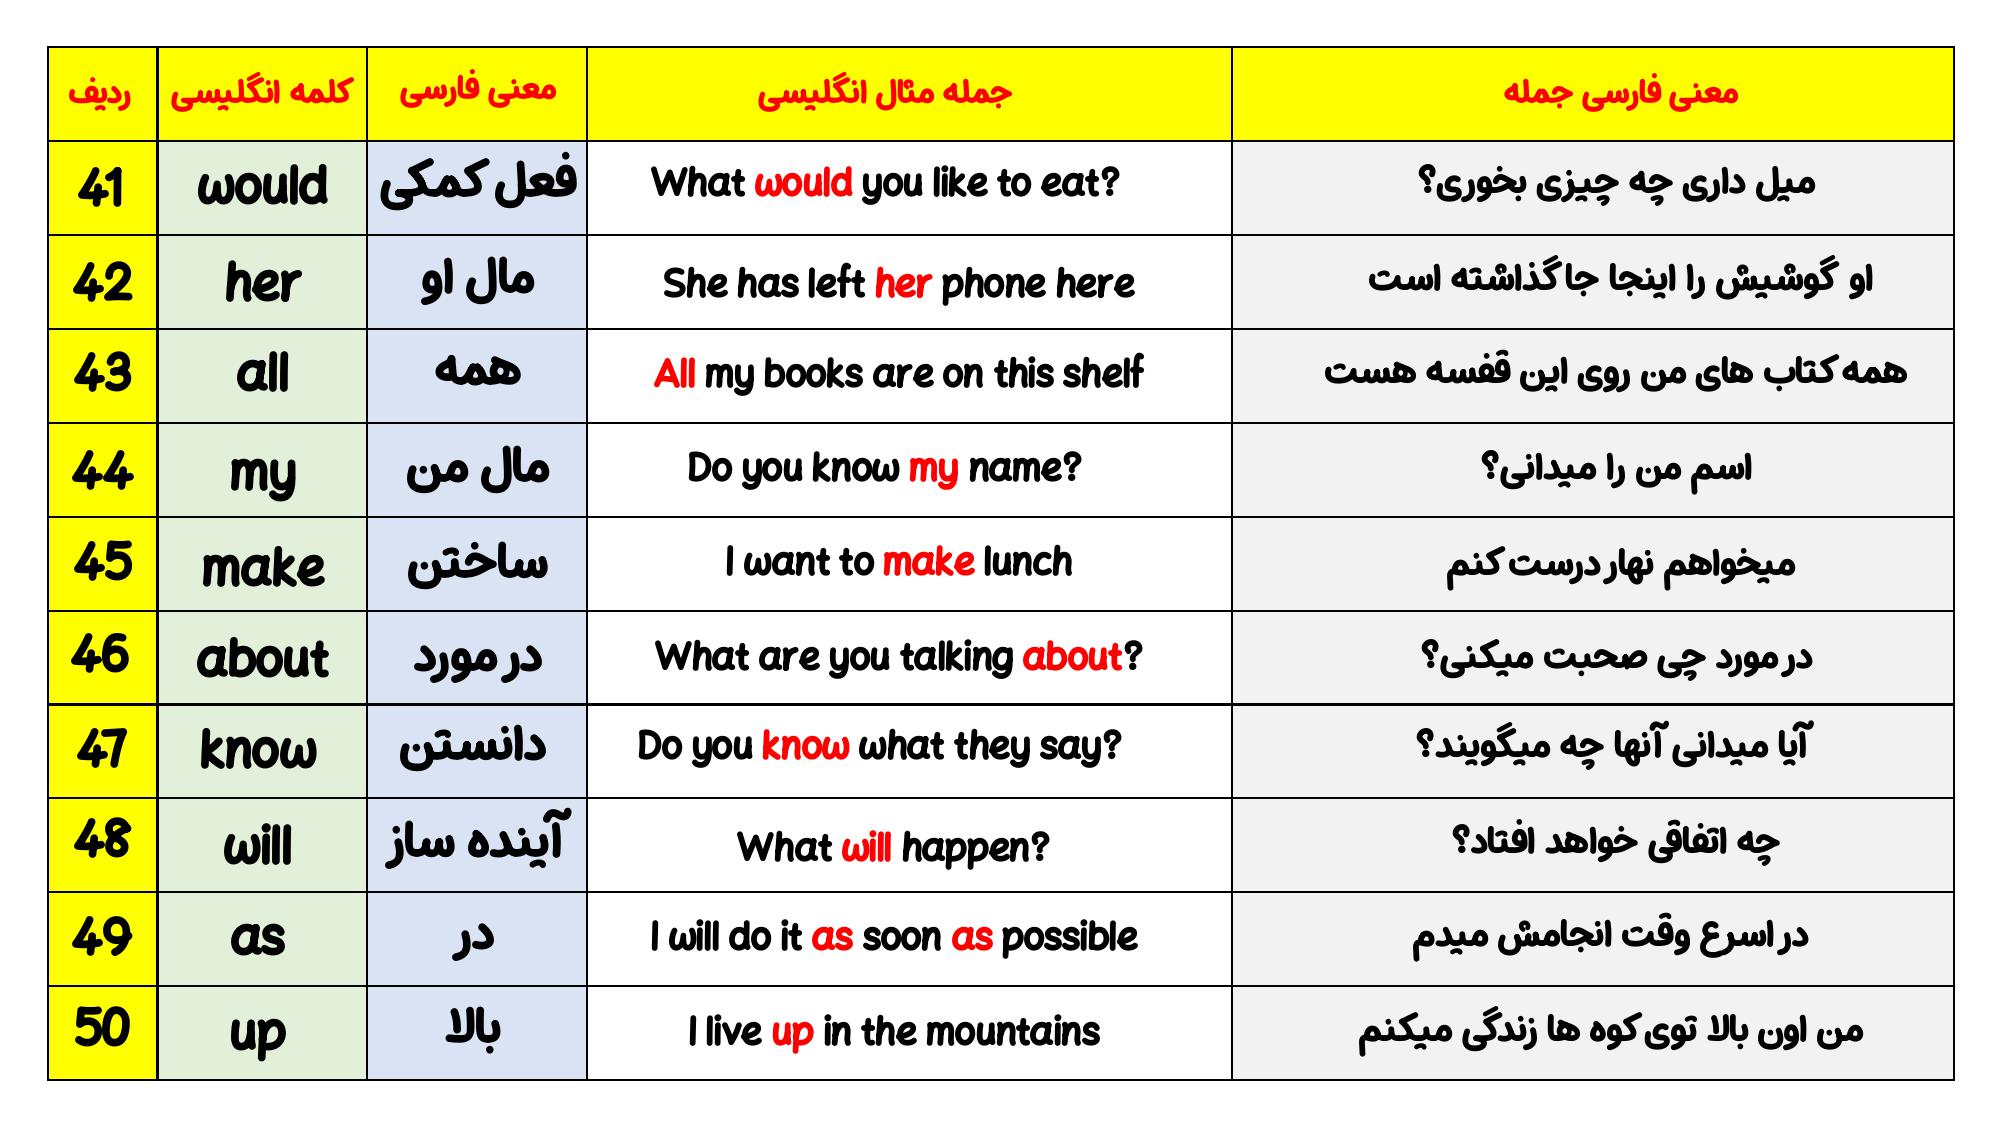 ردیف کلمه انگلیسی معنی فارسی جمله مثال انگلیسی معنی فارسی جمله
41 would فعل کمکی What would you like to eat? میل داری چه چیزی بخوری؟
42 her مال او She has left her phone here او گوشیش را اینجا جا گذاشته است
43 all همه All my books are on this shelf همه کتاب های من روی این قفسه هست
44 my مال من Do you know my name? اسم من را میدانی؟
45 make ساختن I want to make lunch میخواهم نهار درست کنم
46 about در مورد What are you talking about? در مورد چی صحبت میکنی؟
47 know دانستن Do you know what they say? آیا میدانی آنها چه میگویند؟
48 will آینده ساز What will happen? چه اتفاقی خواهد افتاد؟
49 as در I will do it as soon as possible در اسرع وقت انجامش میدم
50 up بالا I live up in the mountains من اون بالا توی کوه ها زندگی میکنم